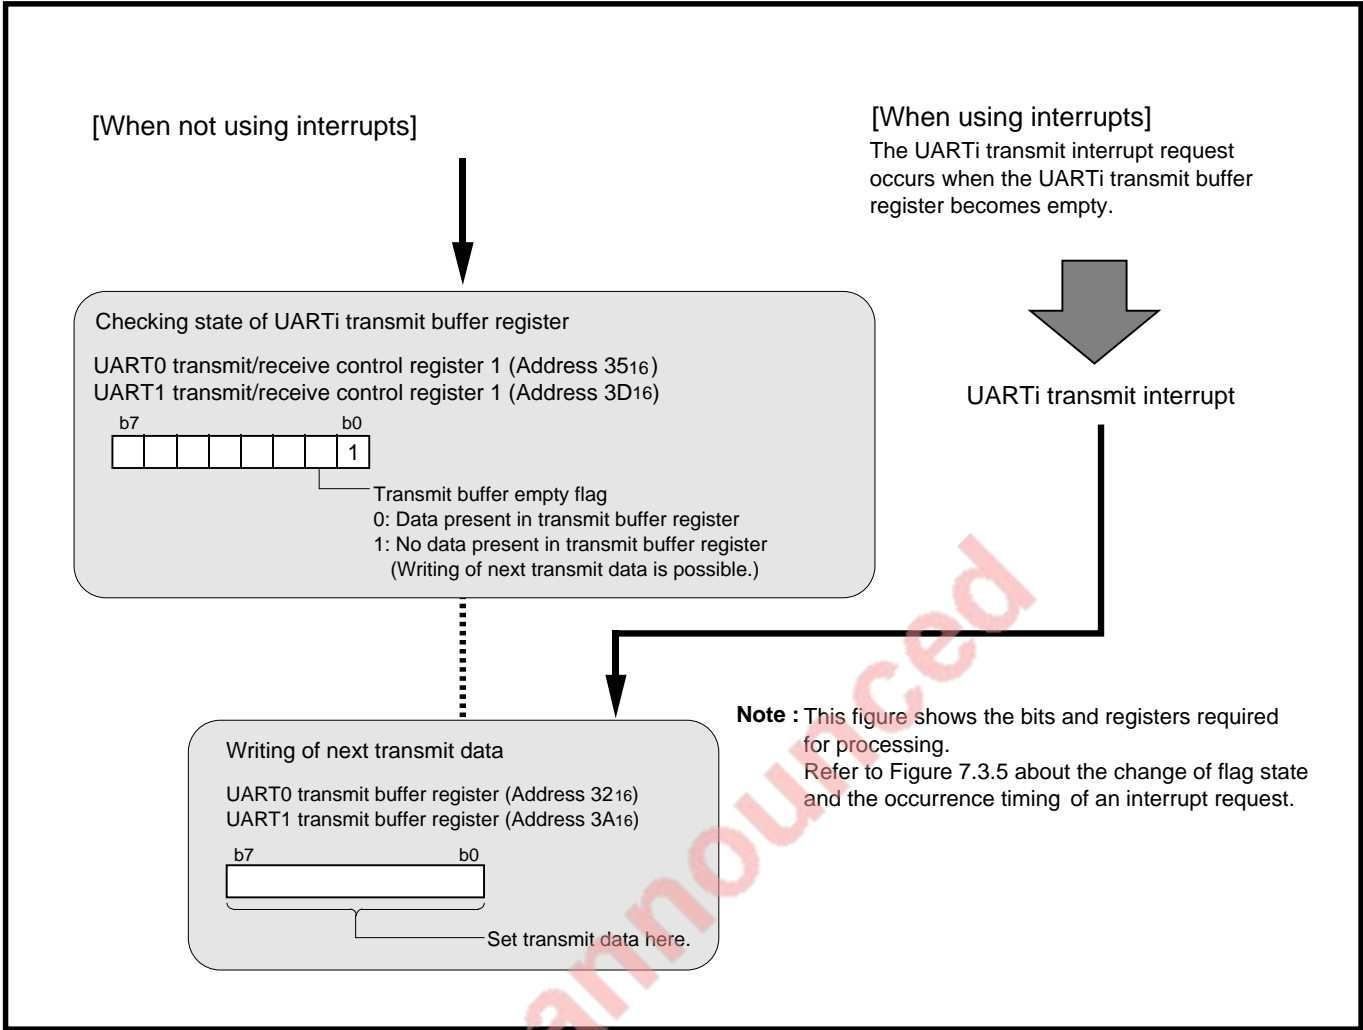 [When not using interrupts]
[When using interrupts]
The UARTi transmit interrupt request
occurs when the UARTi transmit buffer
register becomes empty.
Checking state of UARTi transmit buffer register
UART0 transmit/receive control register 1 (Address 3516)
UART1 transmit/receive control register 1 (Address 3D16)
b7 b0
1
Transmit buffer empty flag
0: Data present in transmit buffer register
1: No data present in transmit buffer register
(Writing of next transmit data is possible.)
UARTi transmit interrupt
Writing of next transmit data
UART0 transmit buffer register (Address 3216)
UART1 transmit buffer register (Address 3A16)
b7 b0
Set transmit data here.
Note : This figure shows the bits and registers required
for processing.
Refer to Figure 7.3.5 about the change of flag state
and the occurrence timing of an interrupt request.
announced